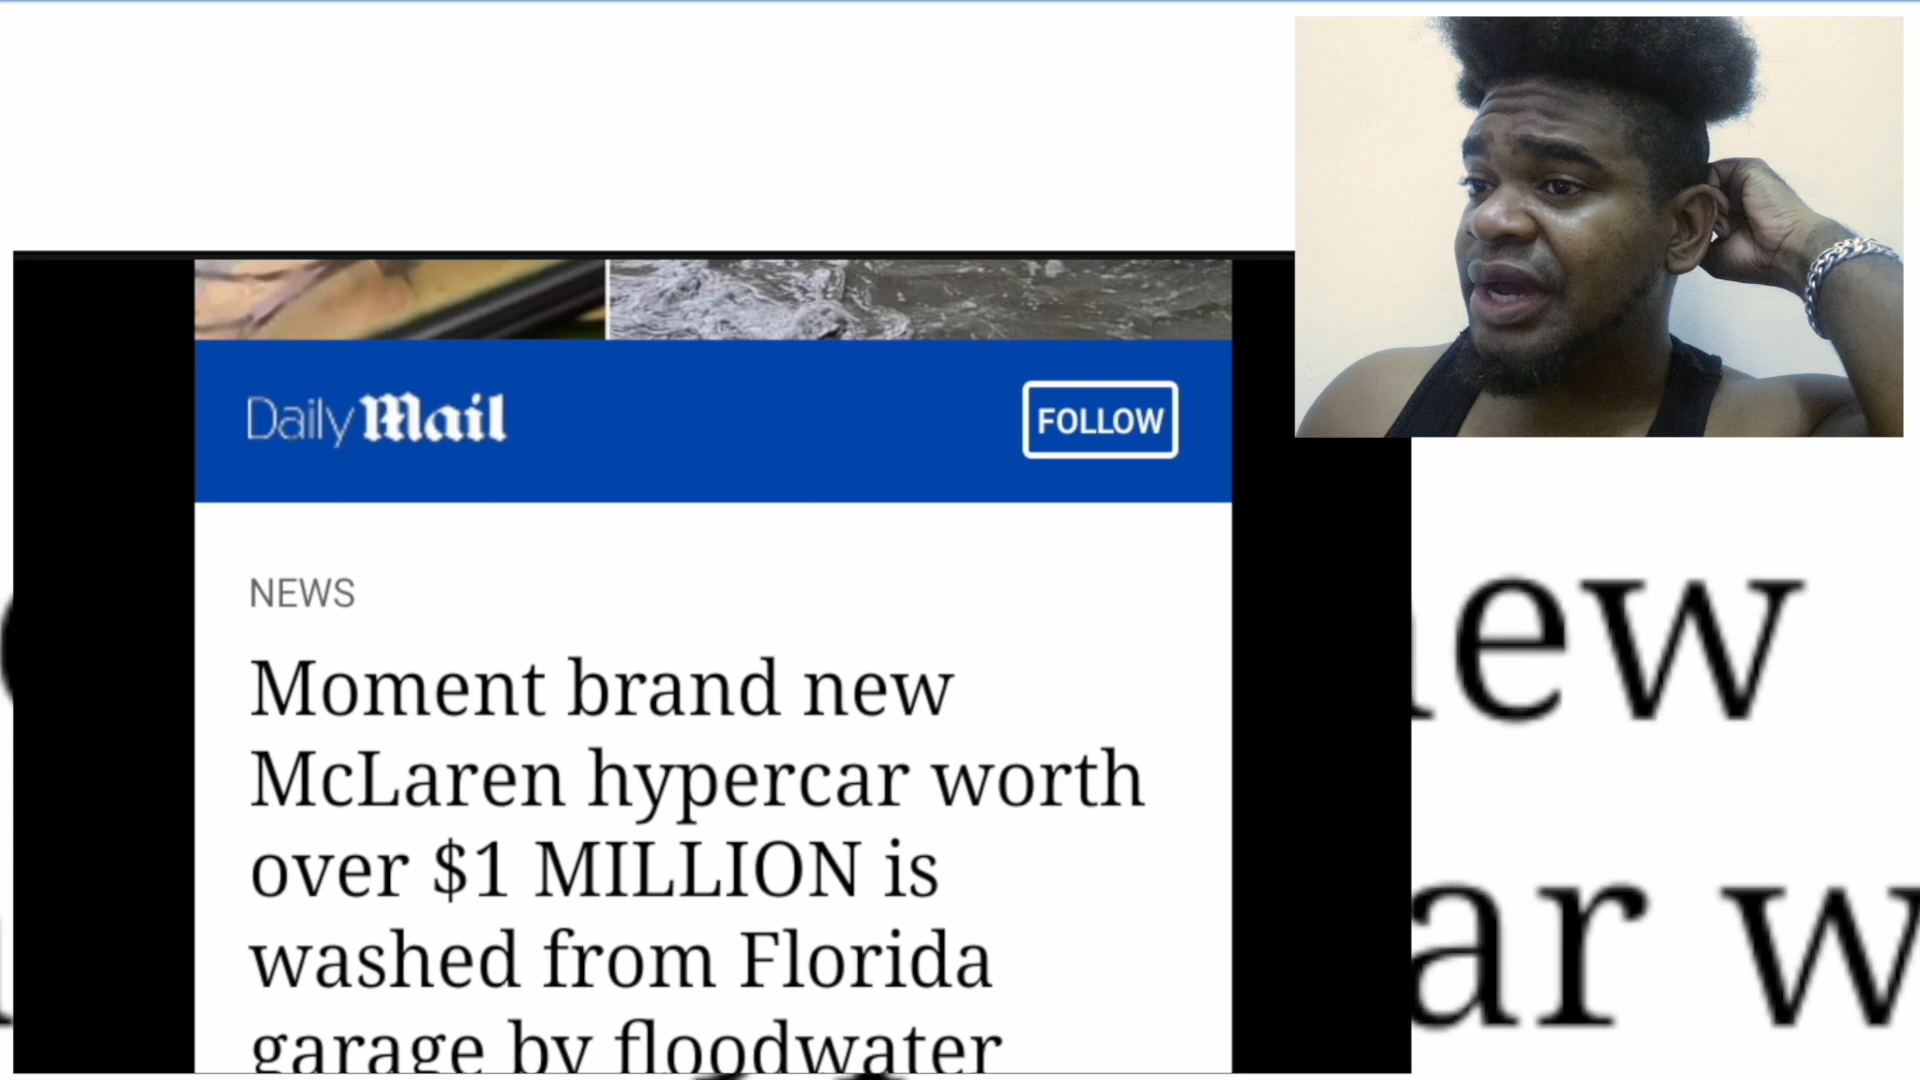 Daily Mail
FOLLOW
NEWS
Moment brand new
McLaren hypercar worth
over $1 MILLION is
washed from Florida
garage by floodwater
ew
ar w